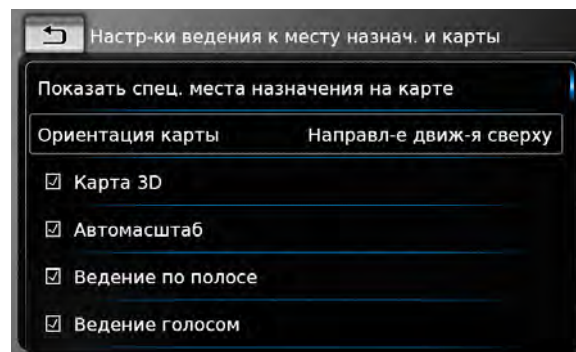 Настр-ки ведения к месту назнач. и карты
Показать спец. места назначения на карте
Ориентация карты Направл-е движ-я сверху
Карта 3D
Автомасштаб
Ведение по полосе
Ведение голосом